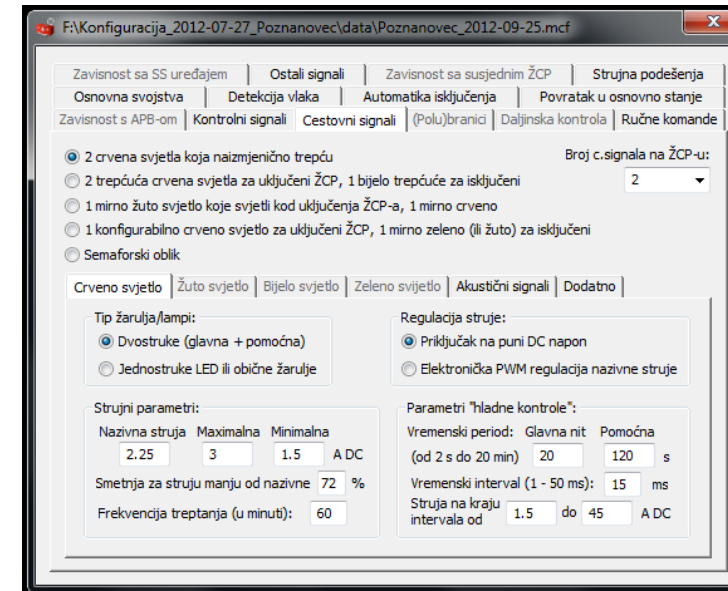 F:\Konfiguracija_2012-07-27_Poznanovec\data\Poznanovec_2012-09-25.mcf
Zavisnost sa SS uređajem Ostali signali Zavisnost sa susjednim ŽCP Strujna podešenja
Osnovna svojstva Detekcija vlaka Automatika isključenja Povratak u osnovno stanje
Zavisnost s APB-om Kontrolni signali Cestovni signali (Polu)branici Daljinska kontrola Ručne komande
2 crvena svjetla koja naizmjenično trepću Broj c.signala na ŽCP-u:
2 trepćuća crvena svjetla za uključeni ŽCP, 1 bijelo trepćuće za isključeni 2
1 mirno žuto svjetlo koje svjetli kod uključenja ŽCP-a, 1 mirno crveno
1 konfigurabilno crveno svjetlo za uključeni ŽCP, 1 mirno zeleno (ili žuto) za isključeni
Semaforski oblik
Crveno svjetlo Žuto svjetlo Bijelo svjetlo Zeleno svijetlo Akustični signali Dodatno
Tip žarulja/lampi: Regulacija struje:
Dvostruke (glavna + pomoćna) Priključak na puni DC napon
Jednostruke LED ili obične žarulje Elektronička PWM regulacija nazivne struje
Strujni parametri: Parametri "hladne kontrole":
Nazivna struja Maximalna Minimalna Vremenski period: Glavna nit Pomoćna
2.25 3 1.5 A DC (od 2 s do 20 min) 20 120 s
Smetnja za struju manju od nazivne 72 % Vremenski interval (1 - 50 ms): 15 ms
Frekvencija treptanja (u minuti): 60 Struja na kraju intervala od 1.5 do 45 A DC